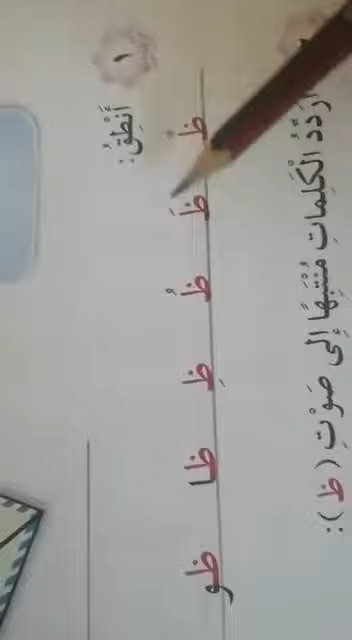 ١ أَنْطِقُ:
ظْ ظَ ظُ ظِ ظا ظو
أُرَدِّدُ الْكَلِماتِ مُنْتَبِهًا إِلى صَوْتِ (ظ):